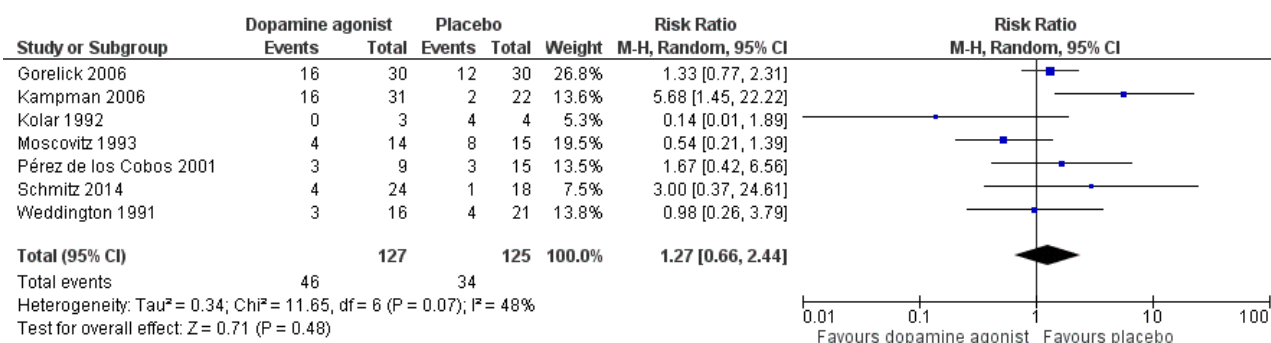 Dopamine agonist Placebo Risk Ratio Risk Ratio
Study or Subgroup Events Total Events Total Weight M-H, Random, 95% CI M-H, Random, 95% CI
Gorelick 2006 16 30 12 30 26.8% 1.33 [0.77, 2.31]
Kampman 2006 16 31 2 22 13.6% 5.68 [1.45, 22.22]
Kolar 1992 0 3 4 4 5.3% 0.14 [0.01, 1.89]
Moscovitz 1993 4 14 8 15 19.5% 0.54 [0.21, 1.39]
Pérez de los Cobos 2001 3 9 3 15 13.5% 1.67 [0.42, 6.56]
Schmitz 2014 4 24 1 18 7.5% 3.00 [0.37, 24.61]
Weddington 1991 3 16 4 21 13.8% 0.98 [0.26, 3.79]
Total (95% CI) 127 125 100.0% 1.27 [0.66, 2.44]
Total events 46 34
Heterogeneity: Tau² = 0.34; Chi² = 11.65, df = 6 (P = 0.07); I² = 48%
Test for overall effect: Z = 0.71 (P = 0.48)
0.01 0.1 1 10 100
Favours dopamine agonist Favours placebo